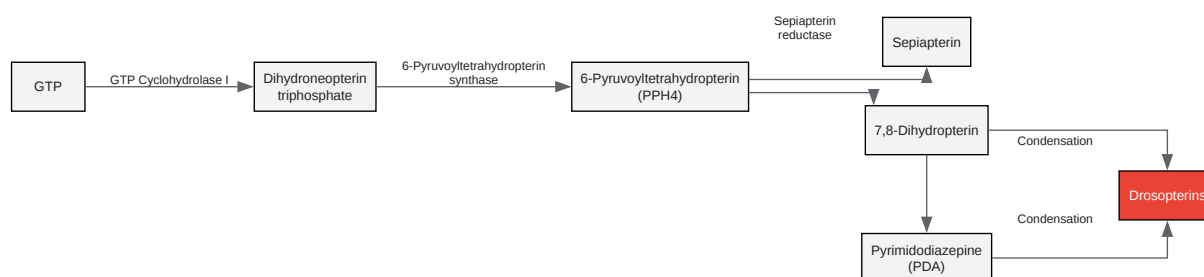 Sepiapterin
reductase
Sepiapterin
GTP
GTP Cyclohydrolase I
Dihydroneopterin
triphosphate
6-Pyruvoyltetrahydropterin
synthase
6-Pyruvoyltetrahydropterin
(PPH4)
7,8-Dihydropterin
Condensation
Drosopterins
Condensation
Pyrimidodiazepine
(PDA)